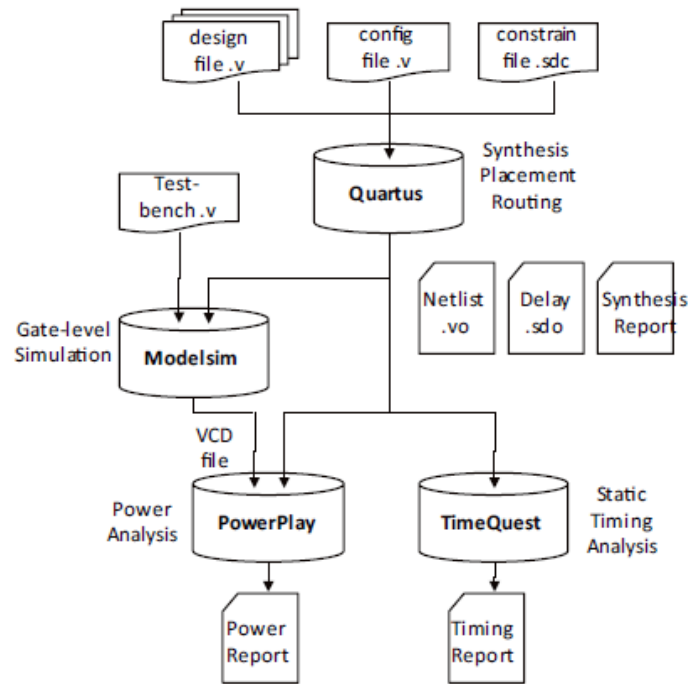 design
file .v
config
file .v
constrain
file .sdc
Synthesis
Placement
Routing
Quartus
Test-
bench .v
Netlist
.vo
Delay
.sdo
Synthesis
Report
Gate-level
Simulation
Modelsim
VCD
file
Power
Analysis
PowerPlay
TimeQuest
Static
Timing
Analysis
Power
Report
Timing
Report